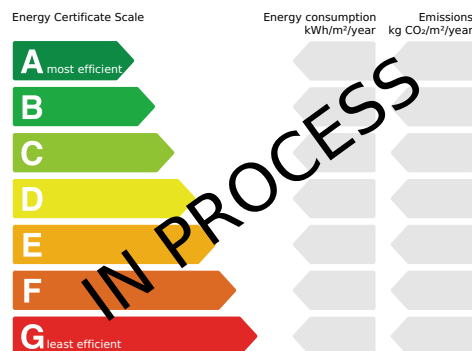 Energy Certificate Scale
Energy consumption
kWh/m²/year
Emissions
kg CO₂/m²/year
A most efficient
B
C
D
E
F
G least efficient
IN PROCESS